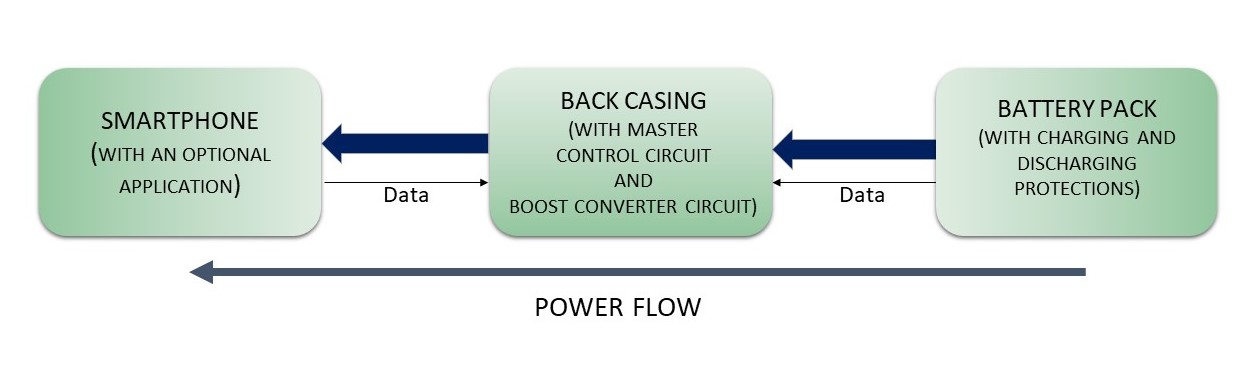 SMARTPHONE
(WITH AN OPTIONAL
APPLICATION)
Data
BACK CASING
(WITH MASTER
CONTROL CIRCUIT
AND
BOOST CONVERTER CIRCUIT)
Data
BATTERY PACK
(WITH CHARGING AND
DISCHARGING
PROTECTIONS)
POWER FLOW